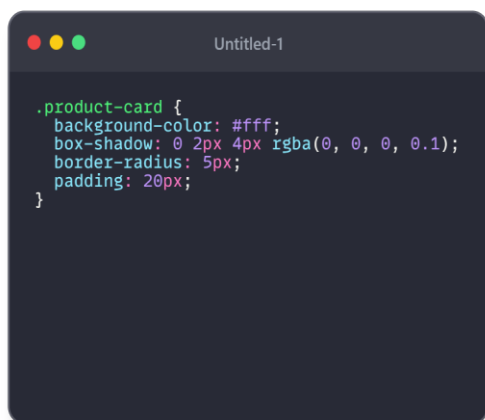 Untitled-1
.product-card {
  background-color: #fff;
  box-shadow: 0 2px 4px rgba(0, 0, 0, 0.1);
  border-radius: 5px;
  padding: 20px;
}